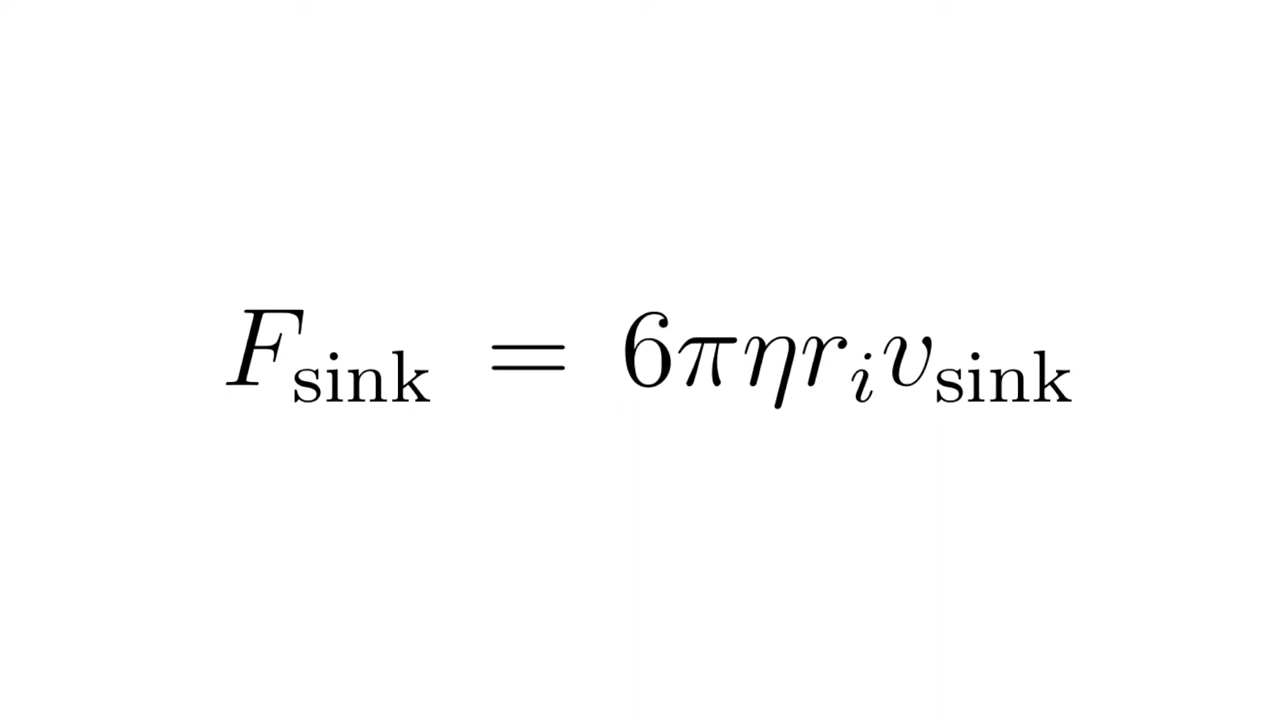 F_sink = 6πηr_i v_sink